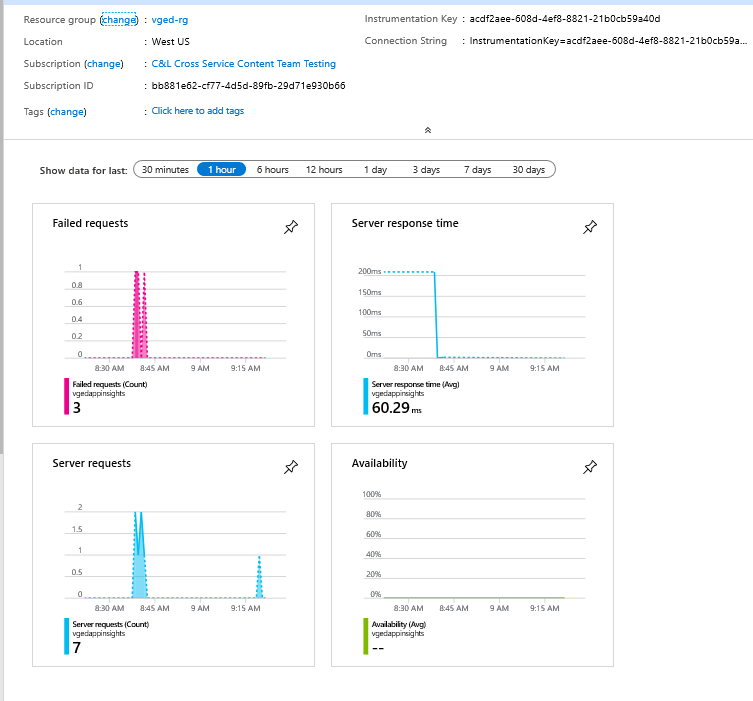 Resource group (change) : vged-rg
Location : West US
Subscription (change) : C&L Cross Service Content Team Testing
Subscription ID : bb881e62-cf77-4d5d-89fb-29d71e930b66
Tags (change) : Click here to add tags
Instrumentation Key : acdf2aee-608d-4ef8-8821-21b0cb59a40d
Connection String : InstrumentationKey=acdf2aee-608d-4ef8-8821-21b0cb59a...
Show data for last: 30 minutes 1 hour 6 hours 12 hours 1 day 3 days 7 days 30 days
Failed requests
1
0.8
0.6
0.4
0.2
0
8:30 AM 8:45 AM 9 AM 9:15 AM
Failed requests (Count)
vgedappinsights
3
Server response time
200ms
150ms
100ms
50ms
0ms
8:30 AM 8:45 AM 9 AM 9:15 AM
Server response time (Avg)
vgedappinsights
60.29 ms
Server requests
2
1.5
1
0.5
0
8:30 AM 8:45 AM 9 AM 9:15 AM
Server requests (Count)
vgedappinsights
7
Availability
100%
80%
60%
40%
20%
0%
8:30 AM 8:45 AM 9 AM 9:15 AM
Availability (Avg)
vgedappinsights
--